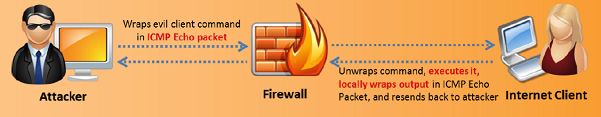 Wraps evil client command
in ICMP Echo packet
Unwraps command, executes it,
locally wraps output in ICMP Echo
Packet, and resends back to attacker
Attacker
Firewall
Internet Client